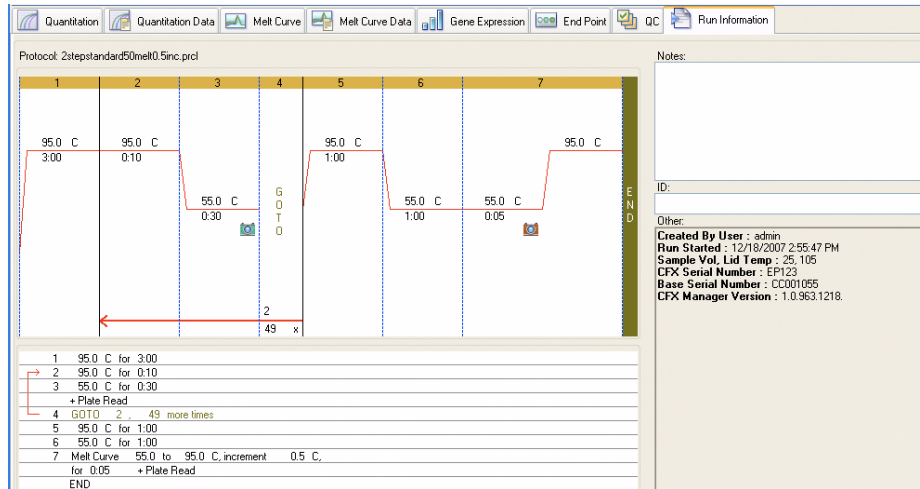 Quantitation Quantitation Data Melt Curve Melt Curve Data Gene Expression End Point QC Run Information
Protocol: 2stepstandard50melt0.5inc.prcl
1 2 3 4 5 6 7
95.0 C 95.0 C 95.0 C 95.0 C
3:00 0:10 1:00
55.0 C 55.0 C 55.0 C
0:30 1:00 0:05
GOTO
END
2
49 x
1 95.0 C for 3:00
2 95.0 C for 0:10
3 55.0 C for 0:30
+ Plate Read
4 GOTO 2 , 49 more times
5 95.0 C for 1:00
6 55.0 C for 1:00
7 Melt Curve 55.0 to 95.0 C, increment 0.5 C,
for 0:05 + Plate Read
END
Notes:
ID:
Other:
Created By User : admin
Run Started : 12/18/2007 2:55:47 PM
Sample Vol, Lid Temp : 25, 105
CFX Serial Number : EP123
Base Serial Number : CC001055
CFX Manager Version : 1.0.963.1218.